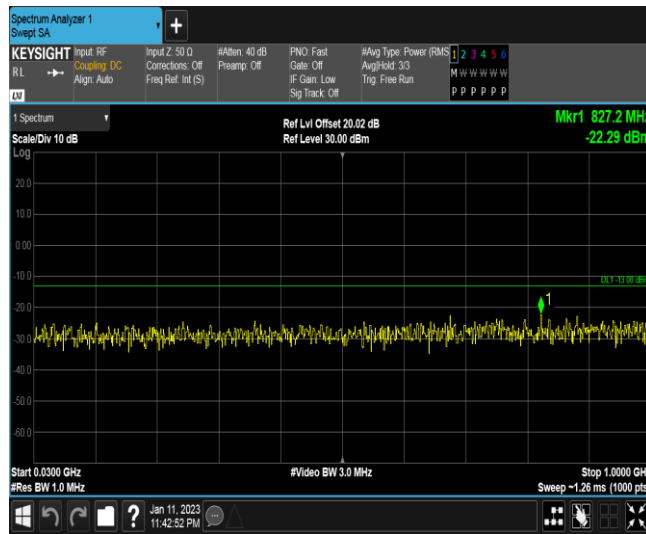 Spectrum Analyzer 1
Swept SA
KEYSIGHT
RL
LXI
Input: RF
Coupling: DC
Align: Auto
Input Z: 50 Ω
Corrections: Off
Freq Ref: Int (S)
#Atten: 40 dB
Preamp: Off
PNO: Fast
Gate: Off
IF Gain: Low
Sig Track: Off
#Avg Type: Power (RMS
Avg|Hold: 3/3
Trig: Free Run
1 2 3 4 5 6
M W W W W W
P P P P P P
1 Spectrum
Scale/Div 10 dB
Log
Ref Lvl Offset 20.02 dB
Ref Level 30.00 dBm
Mkr1 827.2 MHz
-22.29 dBm
20.0
10.0
0.00
-10.0
DL1 -13.00 dBm
1
-20.0
-30.0
-40.0
-50.0
-60.0
Start 0.0300 GHz
#Res BW 1.0 MHz
#Video BW 3.0 MHz
Stop 1.0000 GH
Sweep ~1.26 ms (1000 pts
?
Jan 11, 2023
11:42:52 PM